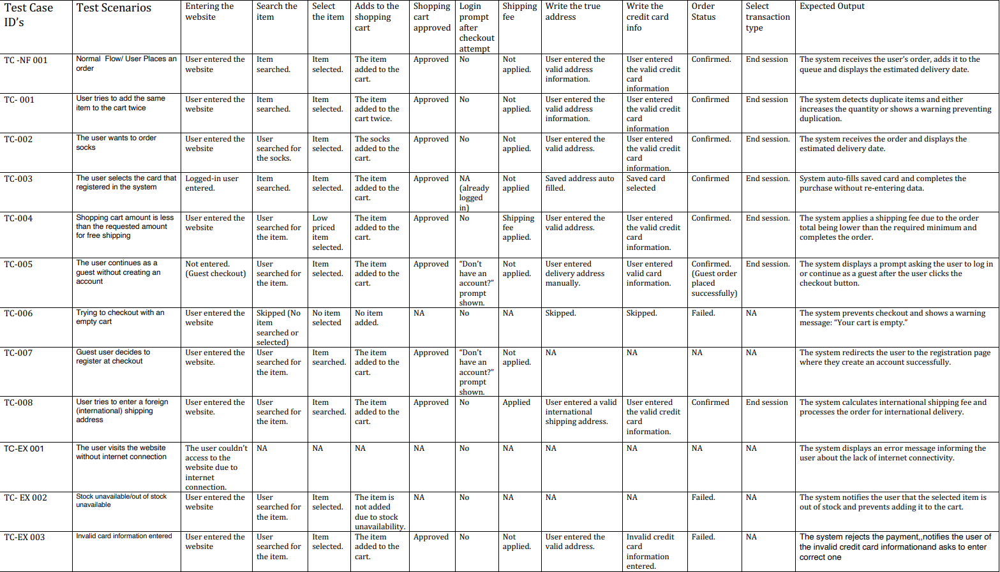 Test Case
ID's
Test Scenarios
Entering the
website
Search the
item
Select
the item
Adds to the
shopping
cart
Shopping
cart
approved
Login
prompt
after
checkout
attempt
Shipping
fee
Write the true
address
Write the
credit card
info
Order
Status
Select
transaction
type
Expected Output
TC -NF 001
Normal Flow/ User Places an
order
User entered the
website
Item
searched.
Item
selected.
The item
added to the
cart.
Approved
No
Not
applied.
User entered the
valid address
information.
User entered
the valid credit
card
information
Confirmed.
End session
The system receives the user's order, adds it to the
queue and displays the estimated delivery date.
TC- 001
User tries to add the same
item to the cart twice
User entered the
website
Item
searched.
Item
selected.
The item
added to the
cart twice.
Approved
No
Not
applied.
User entered the
valid address
information.
User entered
the valid credit
card
information
Confirmed
End session
The system detects duplicate items and either
increases the quantity or shows a warning preventing
duplication.
TC-002
The user wants to order
socks
User entered the
website
User
searched for
the socks.
Item
selected.
The socks
added to the
cart.
Approved
No
Not
applied.
User entered the
valid address.
User entered
the valid credit
card
information.
Confirmed.
End session.
The system receives the order and displays the
estimated delivery date.
TC-003
The user selects the card that
registered in the system
Logged-in user
entered.
Item
searched.
Item
selected.
The item
added to the
cart.
Approved
NA
(already
logged
in)
Not
applied
Saved address auto
filled.
Saved card
selected
Confirmed
End session.
System auto-fills saved card and completes the
purchase without re-entering data.
TC-004
Shopping cart amount is less
than the requested amount
for free shipping
User entered the
website
User
searched for
the item.
Low
priced
item
selected.
The item
added to the
cart.
Approved
No
Shipping
fee
applied.
User entered the
valid address.
User entered
the valid credit
card
information.
Confirmed.
End session.
The system applies a shipping fee due to the order
total being lower than the required minimum and
completes the order.
TC-005
The user continues as a
guest without creating an
account
Not entered.
(Guest checkout)
User
searched for
the item.
Item
selected.
The item
added to the
cart.
Approved
“Don't
have an
account?”
prompt
shown.
Not
applied.
User entered
delivery address
manually.
User entered
valid card
information.
Confirmed.
(Guest order
placed
successfully)
End session.
The system displays a prompt asking the user to log in
or continue as a guest after the user clicks the
checkout button.
TC-006
Trying to checkout with an
empty cart
User entered the
website
Skipped (No
item
searched or
selected)
No item
selected
No item
added.
NA
No
NA
Skipped.
Skipped.
Failed.
NA
The system prevents checkout and shows a warning
message: “Your cart is empty.”
TC-007
Guest user decides to
register at checkout
User entered the
website.
User
searched for
the item.
Item
searched.
The item
added to the
cart.
Approved
“Don't
have an
account?”
prompt
shown.
Not
applied.
NA
NA
NA
NA
The system redirects the user to the registration page
where they create an account successfully.
TC-008
User tries to enter a foreign
(international) shipping
address
User entered the
website.
User
searched for
the item.
Item
searched.
The item
added to the
cart.
Approved
No
Applied
User entered a valid
international
shipping address.
User entered
the valid credit
card
information.
Confirmed
End session
The system calculates international shipping fee and
processes the order for international delivery.
TC-EX 001
The user visits the website
without internet connection
The user couldn't
access to the
website due to
internet
connection.
NA
NA
NA
NA
No
NA
NA
NA
NA
NA
The system displays an error message informing the
user about the lack of internet connectivity.
TC- EX 002
Stock unavailable/out of stock
unavailable
User entered the
website
User
searched for
the item.
Item
selected.
The item is
not added
due to stock
unavailability.
NA
No
NA
NA
NA
Failed.
NA
The system notifies the user that the selected item is
out of stock and prevents adding it to the cart.
TC-EX 003
Invalid card information entered
User entered the
website
User
searched for
the item.
Item
selected.
The item
added to the
cart.
Approved
No
Not
applied.
User entered the
valid address.
Invalid credit
card
information
entered.
Failed.
NA
The system rejects the payment,,notifies the user of
the invalid credit card informationand asks to enter
correct one